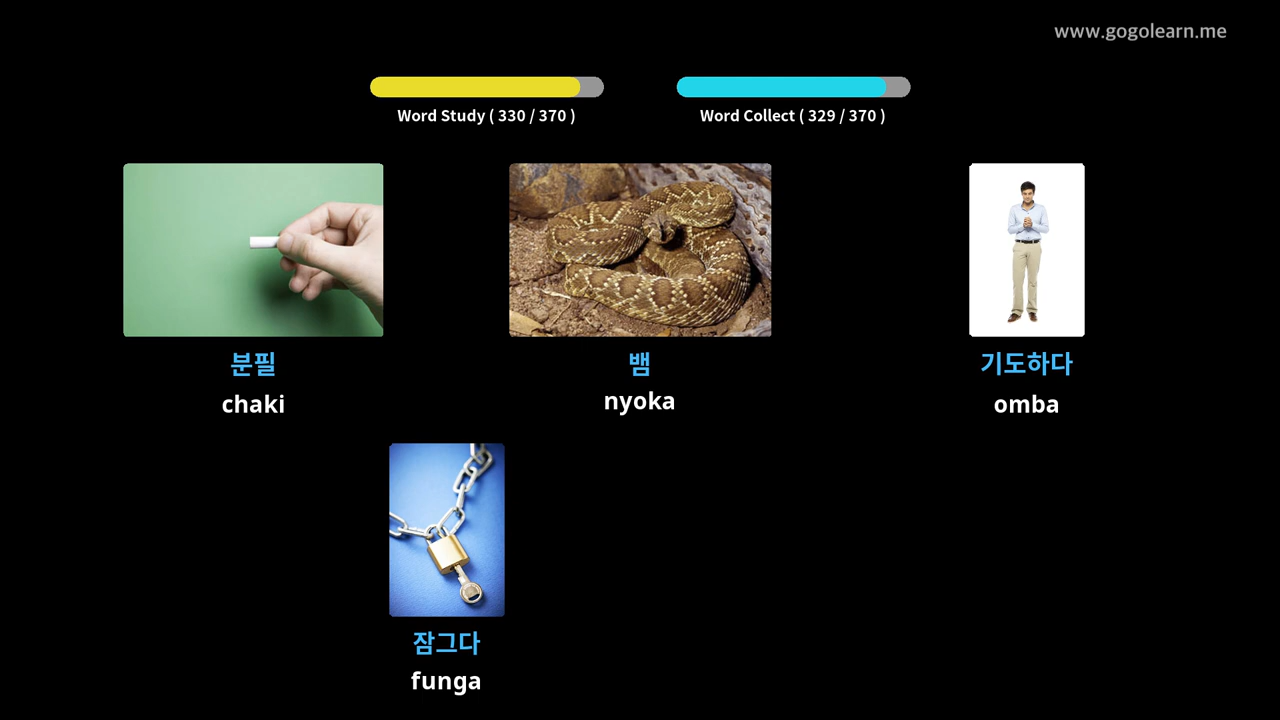 www.gogolearn.me
Word Study ( 330 / 370 )
Word Collect ( 329 / 370 )
분필
chaki
뱀
nyoka
기도하다
omba
잠그다
funga